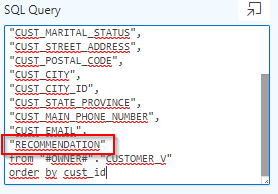 SQL Query
"CUST_MARITAL_STATUS",
"CUST_STREET_ADDRESS",
"CUST_POSTAL_CODE",
"CUST_CITY",
"CUST_CITY_ID",
"CUST_STATE_PROVINCE",
"CUST_MAIN_PHONE_NUMBER",
"CUST_EMAIL",
"RECOMMENDATION"
from "#OWNER#"."CUSTOMER_V"
order by cust_id